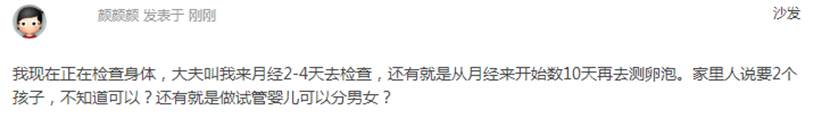 颜颜颜 发表于 刚刚 沙发
我现在正在检查身体，大夫叫我来月经2-4天去检查，还有就是从月经来开始数10天再去测卵泡。家里人说要2个
孩子，不知道可以？还有就是做试管婴儿可以分男女？